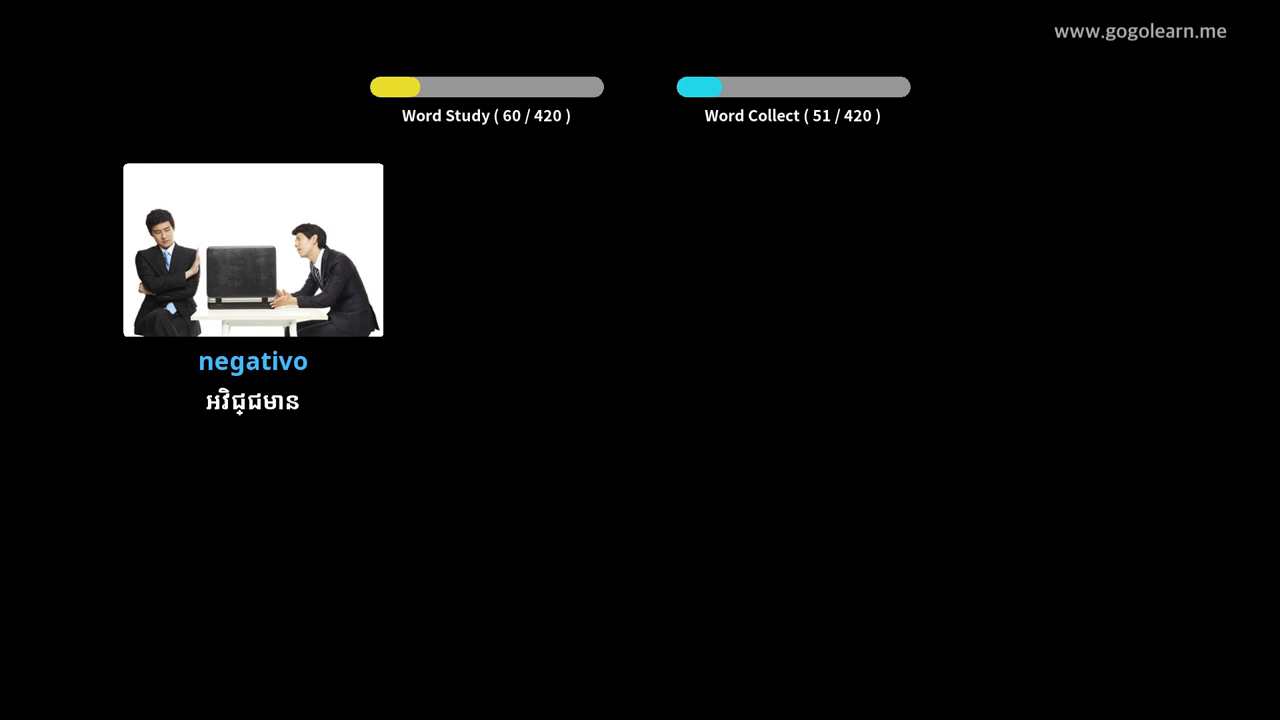 www.gogolearn.me
Word Study ( 60 / 420 )
Word Collect ( 51 / 420 )
negativo
អវិជ្ជមាន